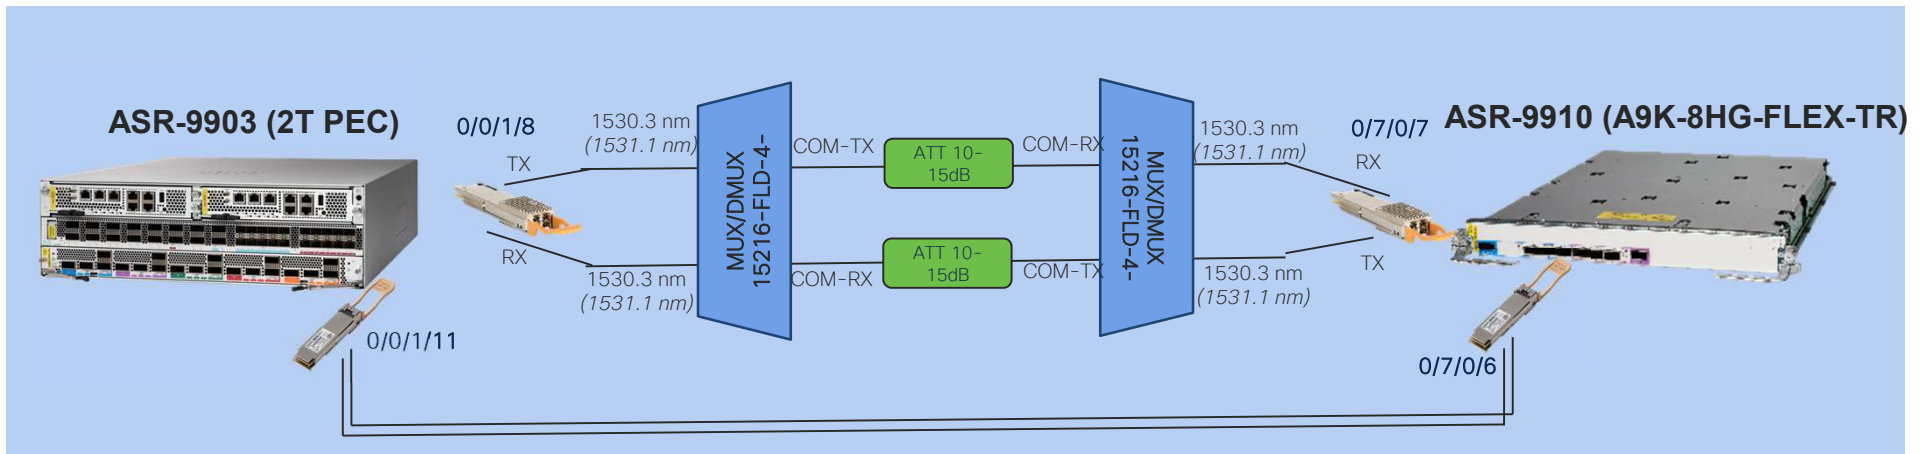 ASR-9903 (2T PEC)
0/0/1/8
TX
RX
0/0/1/11
1530.3 nm
(1531.1 nm)
1530.3 nm
(1531.1 nm)
MUX/DMUX
15216-FLD-4-
COM-TX
COM-RX
ATT 10-
15dB
ATT 10-
15dB
COM-RX
COM-TX
MUX/DMUX
15216-FLD-4-
1530.3 nm
(1531.1 nm)
1530.3 nm
(1531.1 nm)
0/7/0/7
RX
TX
ASR-9910 (A9K-8HG-FLEX-TR)
0/7/0/6